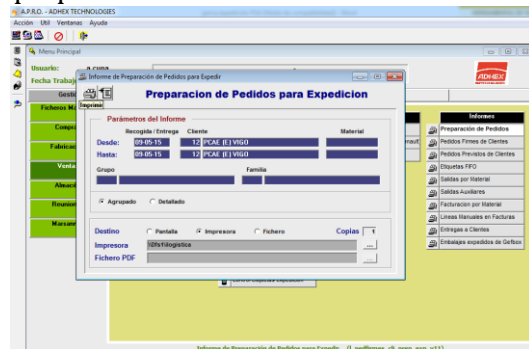 A.P.R.O. - ADHEX TECHNOLOGIES
Acción Util Ventanas Ayuda
Menu Principal
Usuario:
Fecha Trabajo
ADHEX
Informe de Preparación de Pedidos para Expedir
Preparacion de Pedidos para Expedicion
Imprimir
Parámetros del Informe
Recogida / Entrega Cliente Material
Desde: 09-05-15 12 PCAE (E) VIGO
Hasta: 09-05-15 12 PCAE (E) VIGO
Grupo Familia
Agrupado Detallado
Destino Pantalla Impresora Fichero Copias 1
Impresora
Fichero PDF
Informes
Preparación de Pedidos
Pedidos Firmes de Clientes
Pedidos Previstos de Clientes
Etiquetas FIFO
Salidas por Material
Salidas Auxiliares
Facturacion por Material
Lineas Manuales en Facturas
Entregas a Clientes
Embalajes expedidos de Gefbox